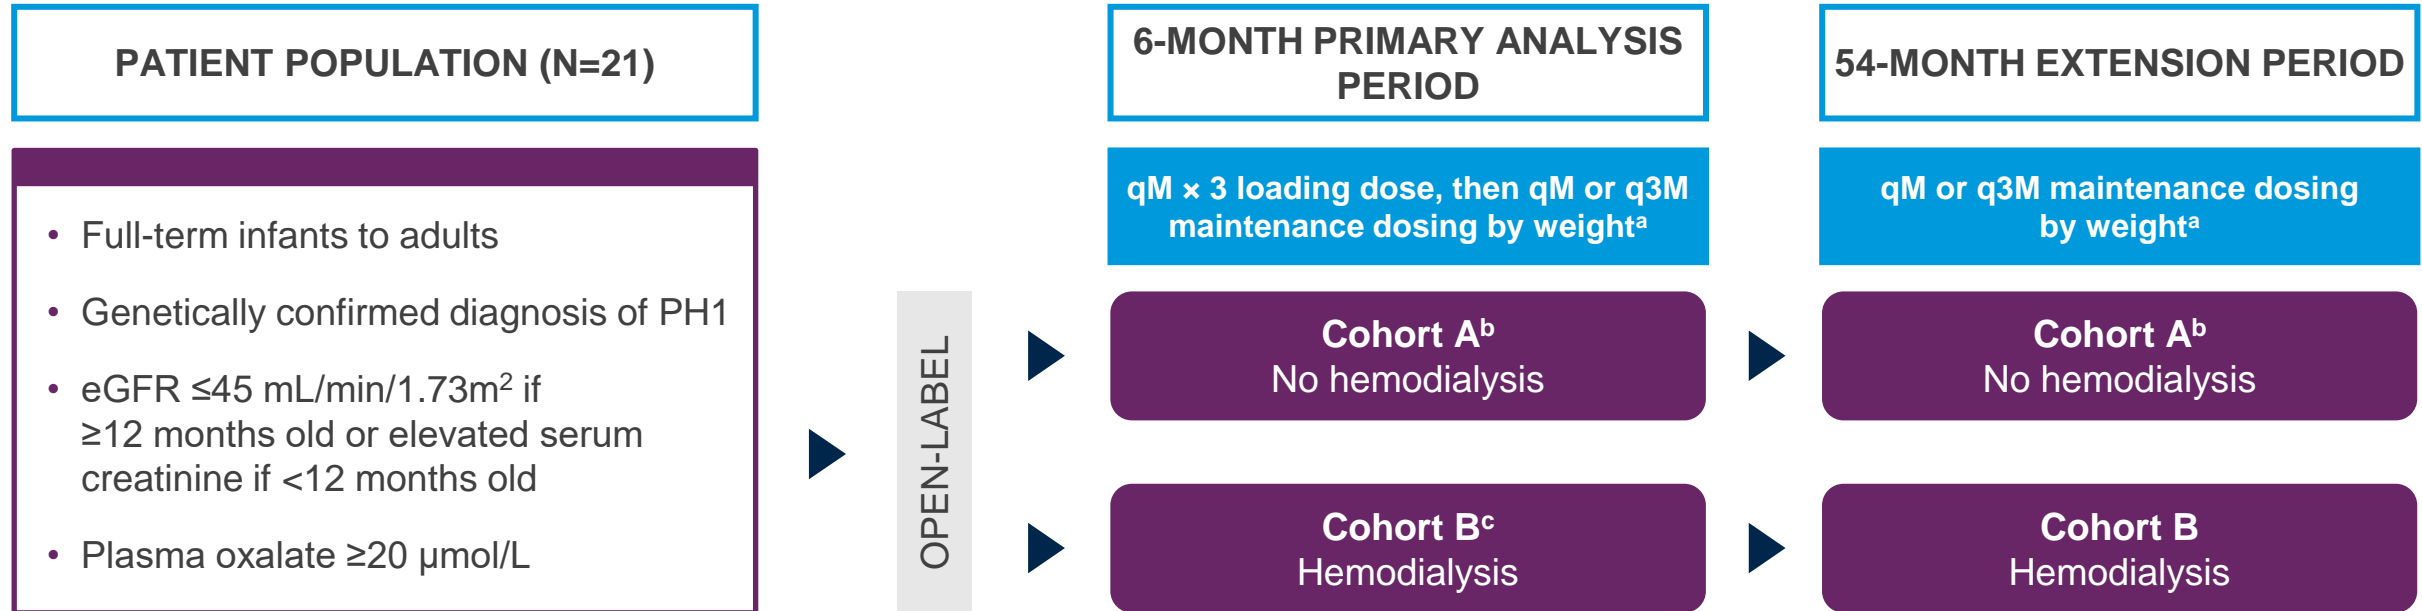 PATIENT POPULATION (N=21)
• Full-term infants to adults
• Genetically confirmed diagnosis of PH1
• eGFR ≤45 mL/min/1.73m² if
≥12 months old or elevated serum
creatinine if <12 months old
• Plasma oxalate ≥20 μmol/L
OPEN-LABEL
6-MONTH PRIMARY ANALYSIS
PERIOD
qM × 3 loading dose, then qM or q3M
maintenance dosing by weightᵃ
Cohort Aᵇ
No hemodialysis
Cohort Bᶜ
Hemodialysis
54-MONTH EXTENSION PERIOD
qM or q3M maintenance dosing
by weightᵃ
Cohort Aᵇ
No hemodialysis
Cohort B
Hemodialysis